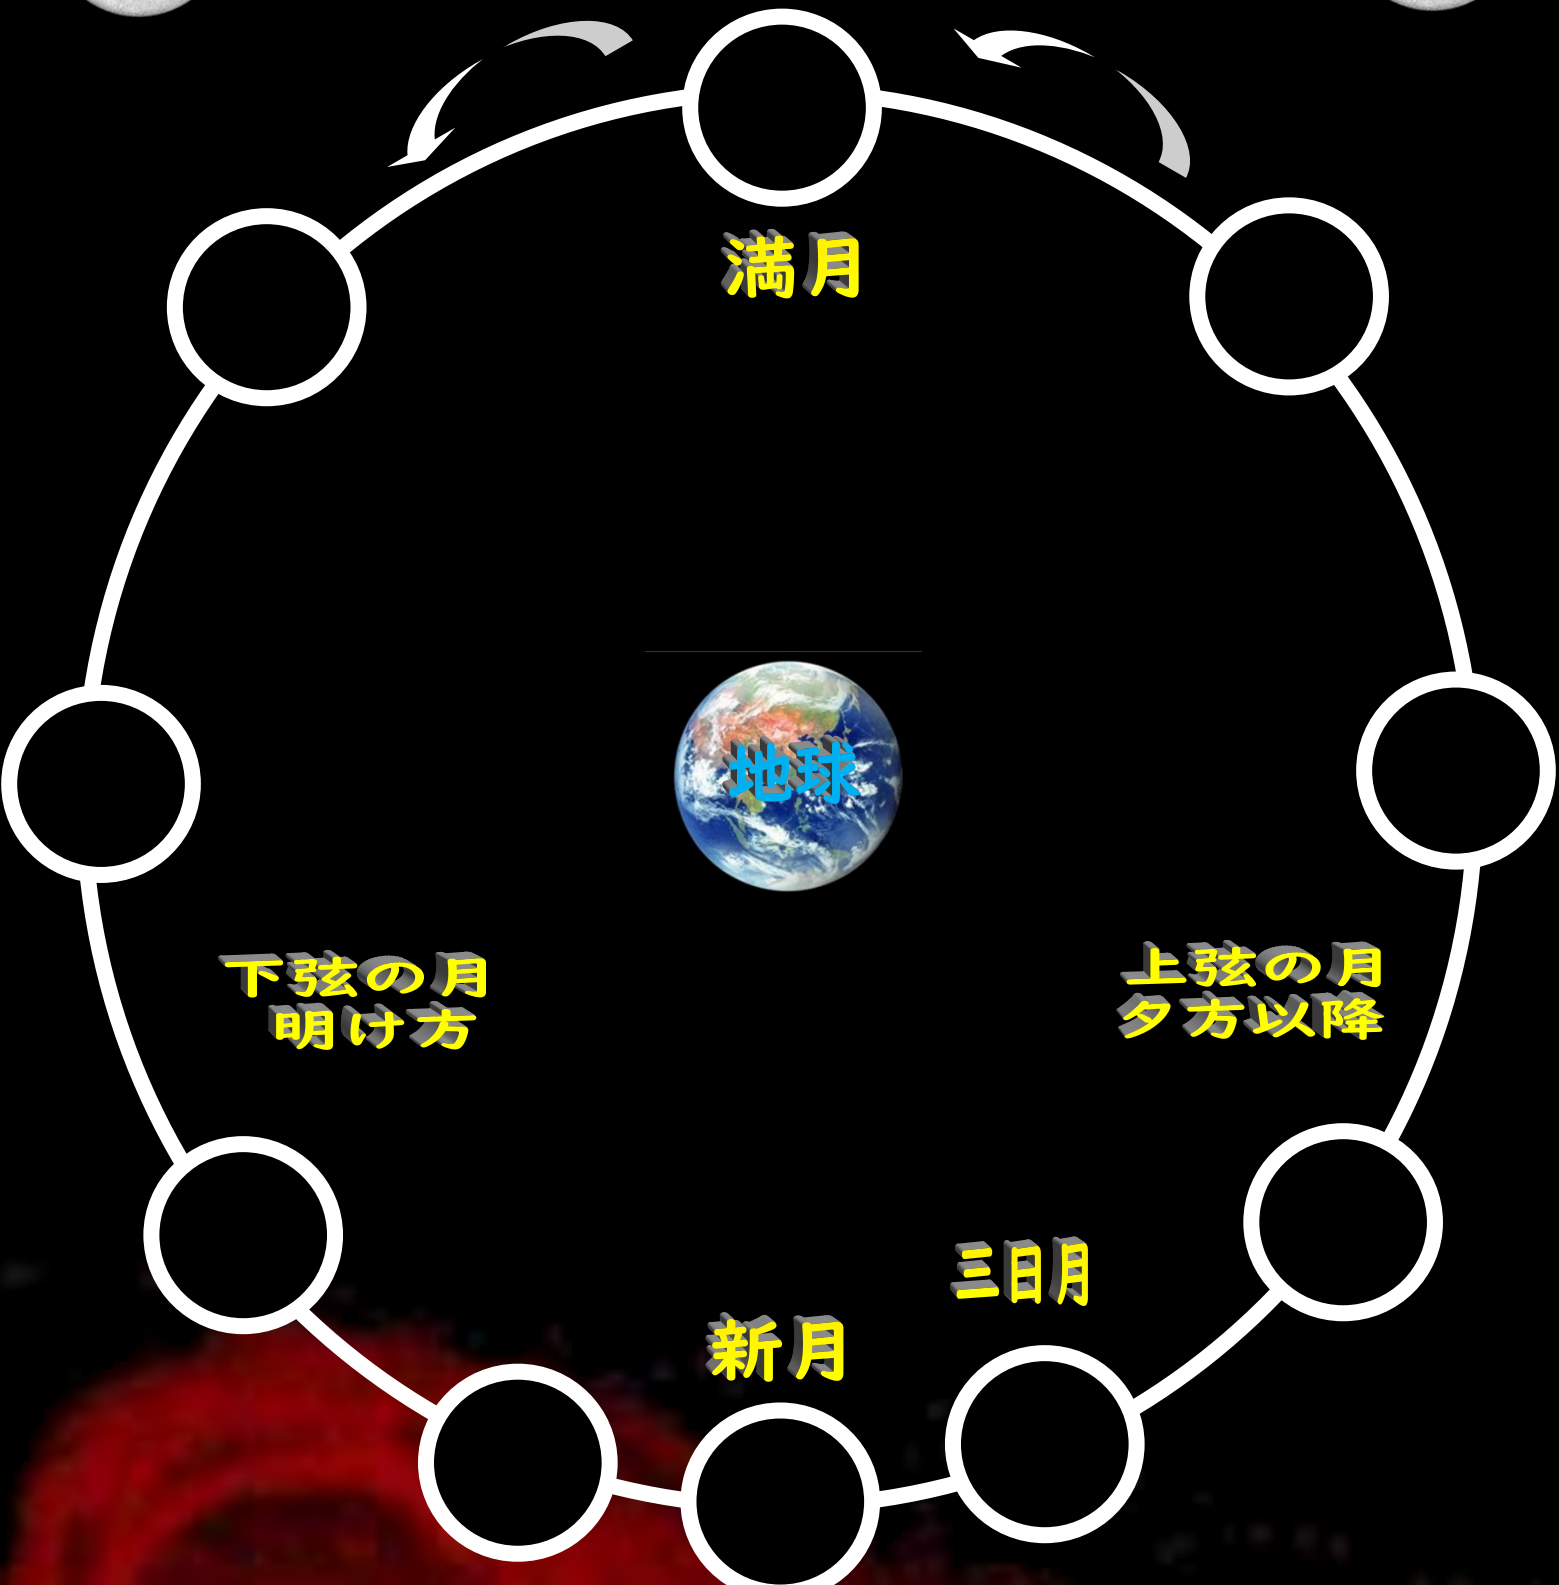 満月
地球
下弦の月
明け方
上弦の月
夕方以降
三日月
新月